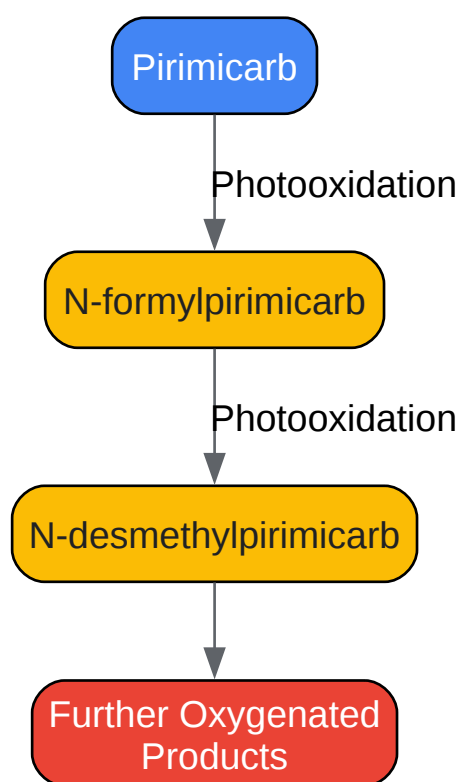 Pirimicarb
Photooxidation
N-formylpirimicarb
Photooxidation
N-desmethylpirimicarb
Further Oxygenated
Products